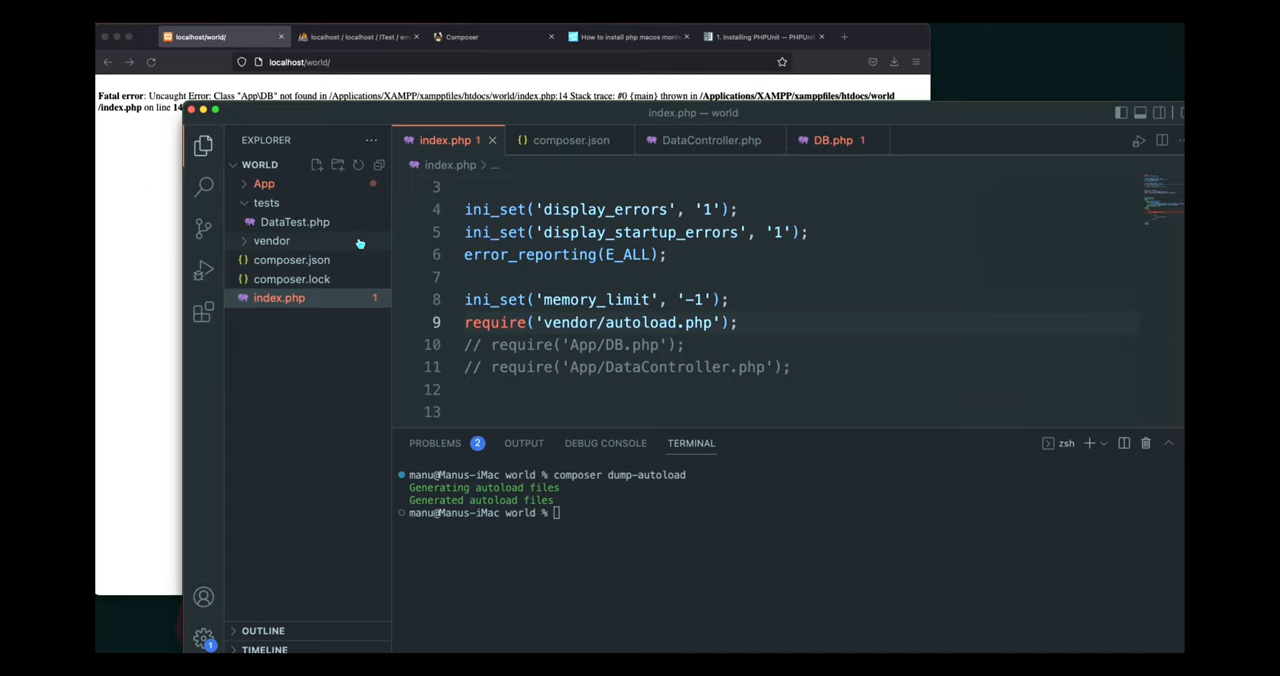 localhost/world/
localhost / localhost / lTest / em
Composer
How to install php macos mont
1. Installing PHPUnit — PHPUni
localhost/world/
Fatal error: Uncaught Error: Class "App\DB" not found in /Applications/XAMPP/xamppfiles/htdocs/world/index.php:14 Stack trace: #0 {main} thrown in /Applications/XAMPP/xamppfiles/htdocs/world
/index.php on line 14
index.php — world
EXPLORER
index.php 1
composer.json
DataController.php
DB.php 1
WORLD
index.php > ...
App
tests
DataTest.php
vendor
composer.json
composer.lock
index.php 1
3
4 ini_set('display_errors', '1');
5 ini_set('display_startup_errors', '1');
6 error_reporting(E_ALL);
7
8 ini_set('memory_limit', '-1');
9 require('vendor/autoload.php');
10 // require('App/DB.php');
11 // require('App/DataController.php');
12
13
PROBLEMS 2 OUTPUT DEBUG CONSOLE TERMINAL
zsh
manu@Manus-iMac world % composer dump-autoload
Generating autoload files
Generated autoload files
manu@Manus-iMac world %
OUTLINE
1
TIMELINE